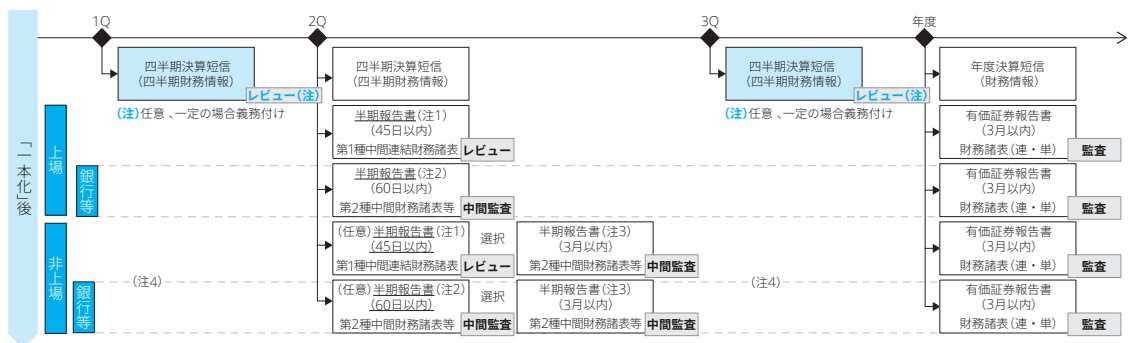 1Q
2Q
3Q
年度
四半期決算短信
(四半期財務情報)
レビュー(注)
(注)任意、一定の場合義務付け
四半期決算短信
(四半期財務情報)
四半期決算短信
(四半期財務情報)
レビュー(注)
(注)任意、一定の場合義務付け
年度決算短信
(財務情報)
「一本化」後
上場
銀行等
非上場
銀行等
半期報告書(注1)
(45日以内)
第1種中間連結財務諸表
レビュー
有価証券報告書
(3月以内)
財務諸表(連・単)
監査
半期報告書(注2)
(60日以内)
第2種中間財務諸表等
中間監査
有価証券報告書
(3月以内)
財務諸表(連・単)
監査
(注4)
(任意)半期報告書(注1)
(45日以内)
第1種中間連結財務諸表
レビュー
選択
半期報告書(注3)
(3月以内)
第2種中間財務諸表等
中間監査
(注4)
有価証券報告書
(3月以内)
財務諸表(連・単)
監査
(任意)半期報告書(注2)
(60日以内)
第2種中間財務諸表等
中間監査
選択
半期報告書(注3)
(3月以内)
第2種中間財務諸表等
中間監査
有価証券報告書
(3月以内)
財務諸表(連・単)
監査